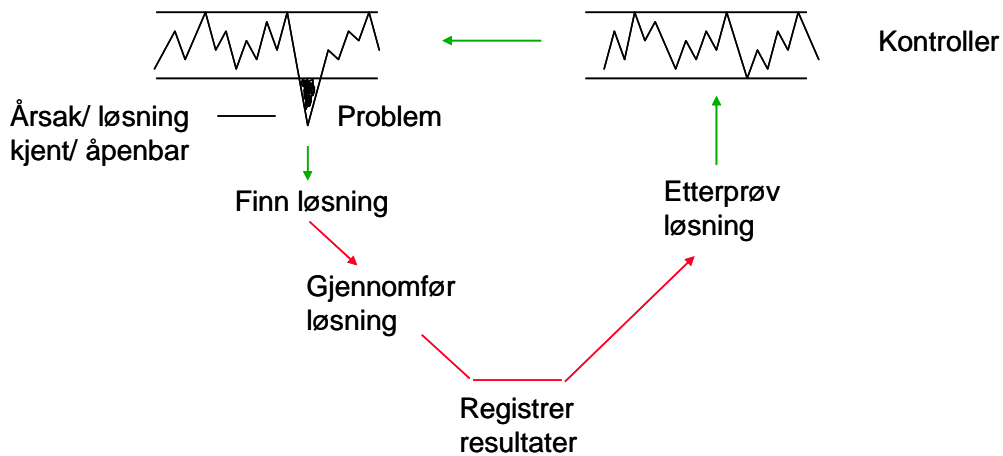 Kontroller
Årsak/ løsning
kjent/ åpenbar
Problem
Finn løsning
Gjennomfør
løsning
Registrer
resultater
Etterprøv
løsning